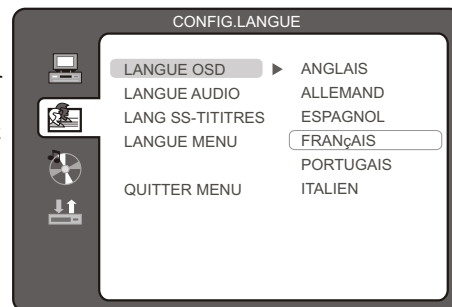 CONFIG.LANGUE
LANGUE OSD ANGLAIS
LANGUE AUDIO ALLEMAND
LANG SS-TITITRES ESPAGNOL
LANGUE MENU FRANçAIS
PORTUGAIS
QUITTER MENU ITALIEN